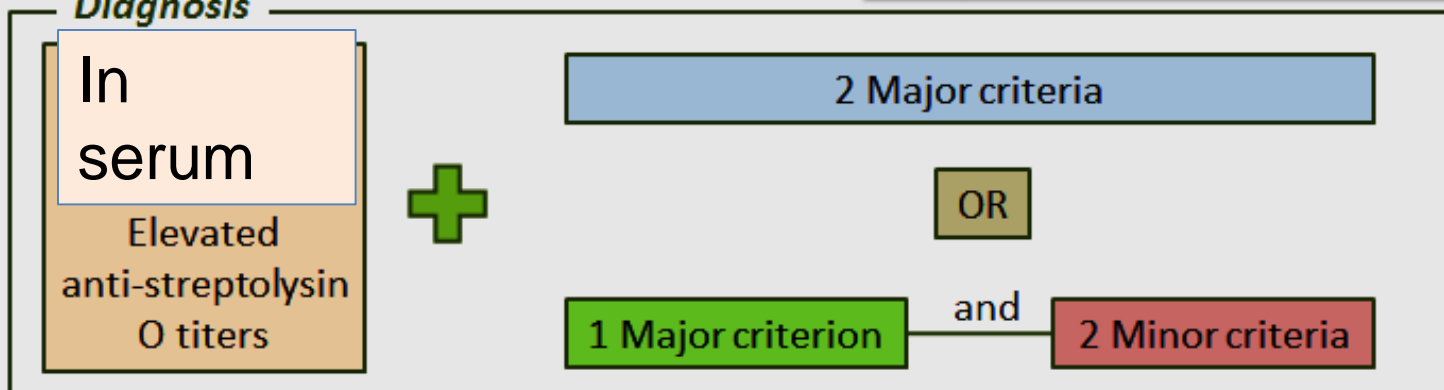 Diagnosis
In
serum
Elevated
anti-streptolysin
O titers
2 Major criteria
OR
1 Major criterion
and
2 Minor criteria